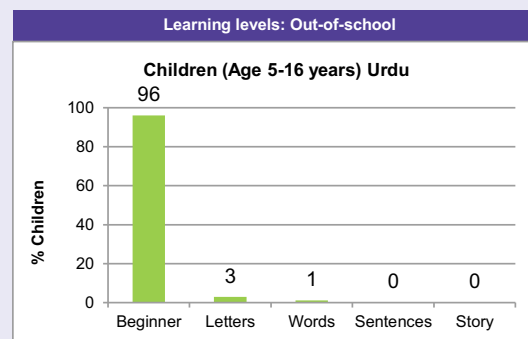 Learning levels: Out-of-school
Children (Age 5-16 years) Urdu
96
100
80
60
40
20
0
% Children
3
1
0
0
Beginner
Letters
Words
Sentences
Story